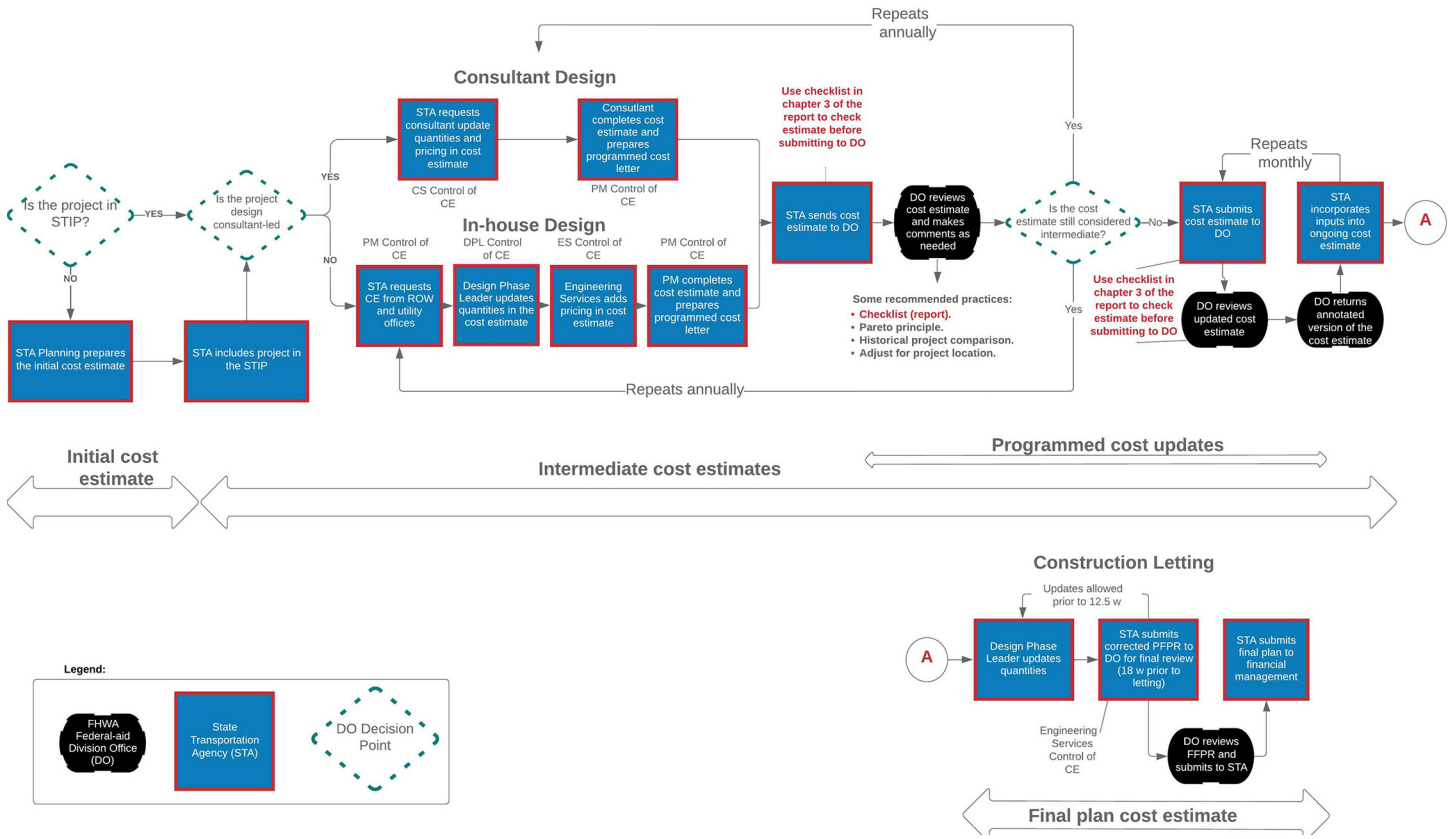 Repeats
annually
Consultant Design
STA requests
consultant update
quantities and
pricing in cost
estimate
Consutlant
completes cost
estimate and
prepares
programmed cost
letter
Use checklist in
chapter 3 of the
report to check
estimate before
submitting to DO
Yes
Repeats
monthly
Is the project in
STIP?
YES
Is the project
design
consultant-led
YES
NO
CS Control of
CE
PM Control of
CE
In-house Design
PM Control of
CE
DPL Control
of CE
ES Control of
CE
PM Control of
CE
STA requests
CE from ROW
and utility
offices
Design Phase
Leader updates
quantities in the
cost estimate
Engineering
Services adds
pricing in cost
estimate
PM completes
cost estimate and
prepares
programmed cost
letter
STA sends cost
estimate to DO
DO reviews
cost estimate
and makes
comments as
needed
Is the cost
estimate still considered
intermediate?
No
STA submits
cost estimate to
DO
STA
incorporates
inputs into
ongoing cost
estimate
A
NO
STA Planning prepares
the initial cost estimate
STA includes project in
the STIP
Some recommended practices:
• Checklist (report).
• Pareto principle.
• Historical project comparison.
• Adjust for project location.
Yes
Use checklist in
chapter 3 of the
report to check
estimate before
submitting to DO
DO reviews
updated cost
estimate
DO returns
annotated
version of the
cost estimate
Repeats annually
Initial cost
estimate
Intermediate cost estimates
Programmed cost updates
Construction Letting
Updates allowed
prior to 12.5 w
A
Design Phase
Leader updates
quantities
STA submits
corrected PFPR to
DO for final review
(18 w prior to
letting)
STA submits
final plan to
financial
management
Engineering
Services
Control of
CE
DO reviews
FFPR and
submits to STA
Final plan cost estimate
Legend:
FHWA
Federal-aid
Division Office
(DO)
State
Transportation
Agency (STA)
DO Decision
Point